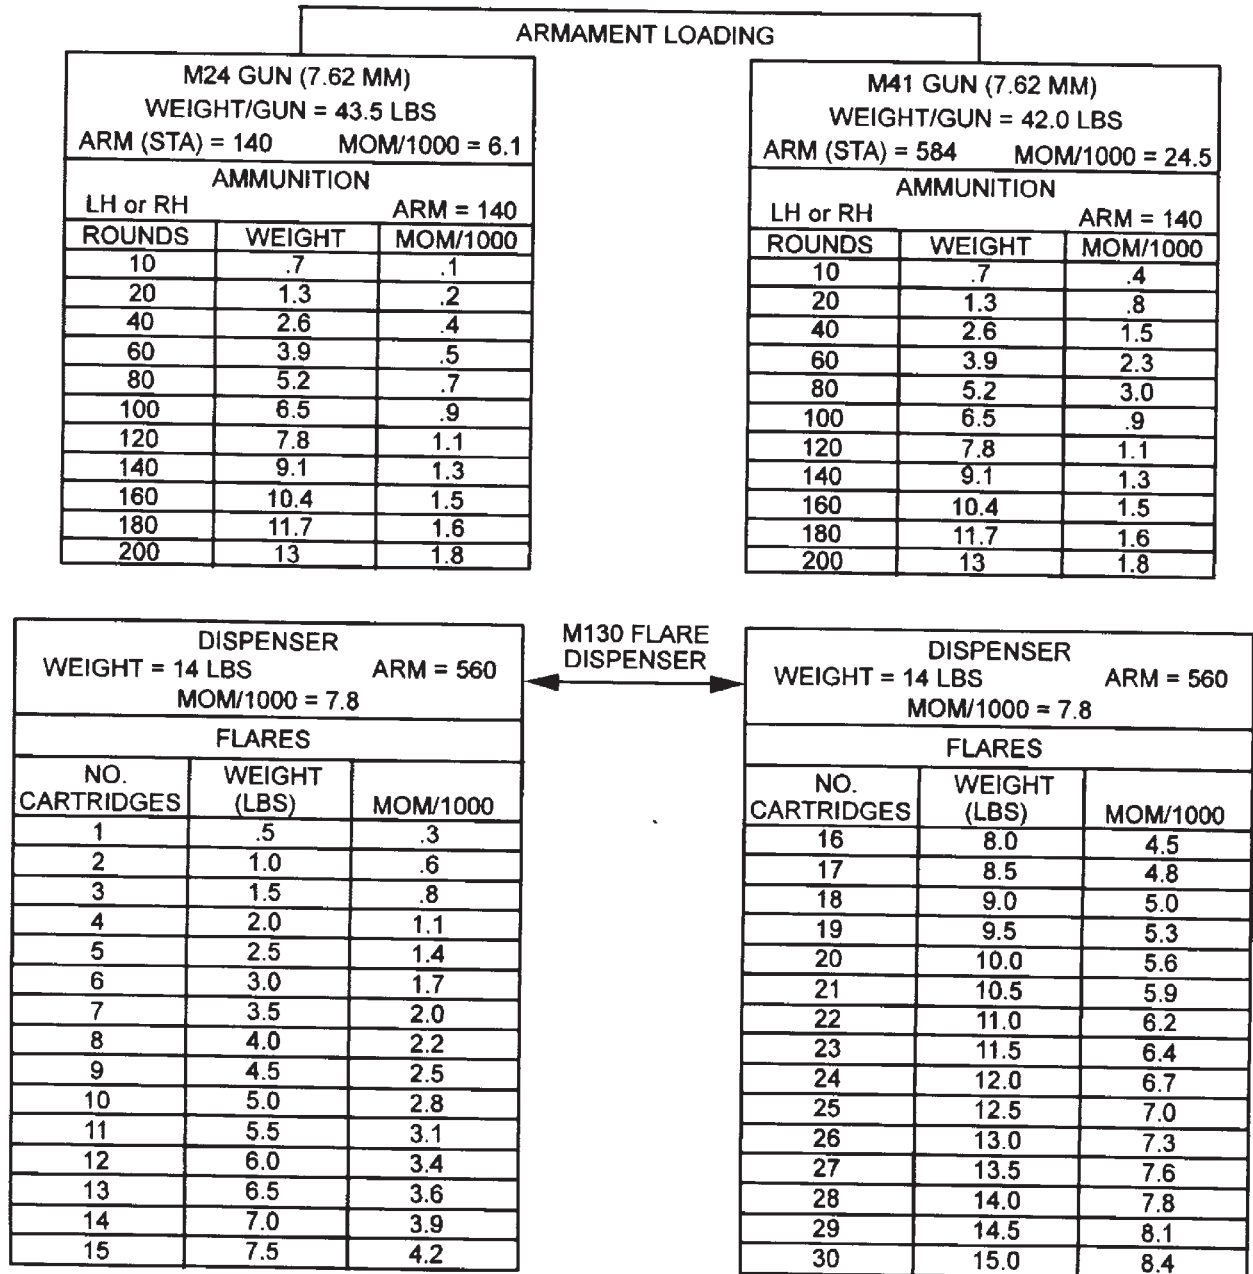 ARMAMENT LOADING
M24 GUN (7.62 MM)
WEIGHT/GUN = 43.5 LBS
ARM (STA) = 140 MOM/1000 = 6.1
AMMUNITION
LH or RH ARM = 140
ROUNDS WEIGHT MOM/1000
10 .7 .1
20 1.3 .2
40 2.6 .4
60 3.9 .5
80 5.2 .7
100 6.5 .9
120 7.8 1.1
140 9.1 1.3
160 10.4 1.5
180 11.7 1.6
200 13 1.8
M41 GUN (7.62 MM)
WEIGHT/GUN = 42.0 LBS
ARM (STA) = 584 MOM/1000 = 24.5
AMMUNITION
LH or RH ARM = 140
ROUNDS WEIGHT MOM/1000
10 .7 .4
20 1.3 .8
40 2.6 1.5
60 3.9 2.3
80 5.2 3.0
100 6.5 .9
120 7.8 1.1
140 9.1 1.3
160 10.4 1.5
180 11.7 1.6
200 13 1.8
M130 FLARE
DISPENSER
DISPENSER
WEIGHT = 14 LBS ARM = 560
MOM/1000 = 7.8
FLARES
NO. WEIGHT
CARTRIDGES (LBS) MOM/1000
1 .5 .3
2 1.0 .6
3 1.5 .8
4 2.0 1.1
5 2.5 1.4
6 3.0 1.7
7 3.5 2.0
8 4.0 2.2
9 4.5 2.5
10 5.0 2.8
11 5.5 3.1
12 6.0 3.4
13 6.5 3.6
14 7.0 3.9
15 7.5 4.2
DISPENSER
WEIGHT = 14 LBS ARM = 560
MOM/1000 = 7.8
FLARES
NO. WEIGHT
CARTRIDGES (LBS) MOM/1000
16 8.0 4.5
17 8.5 4.8
18 9.0 5.0
19 9.5 5.3
20 10.0 5.6
21 10.5 5.9
22 11.0 6.2
23 11.5 6.4
24 12.0 6.7
25 12.5 7.0
26 13.0 7.3
27 13.5 7.6
28 14.0 7.8
29 14.5 8.1
30 15.0 8.4